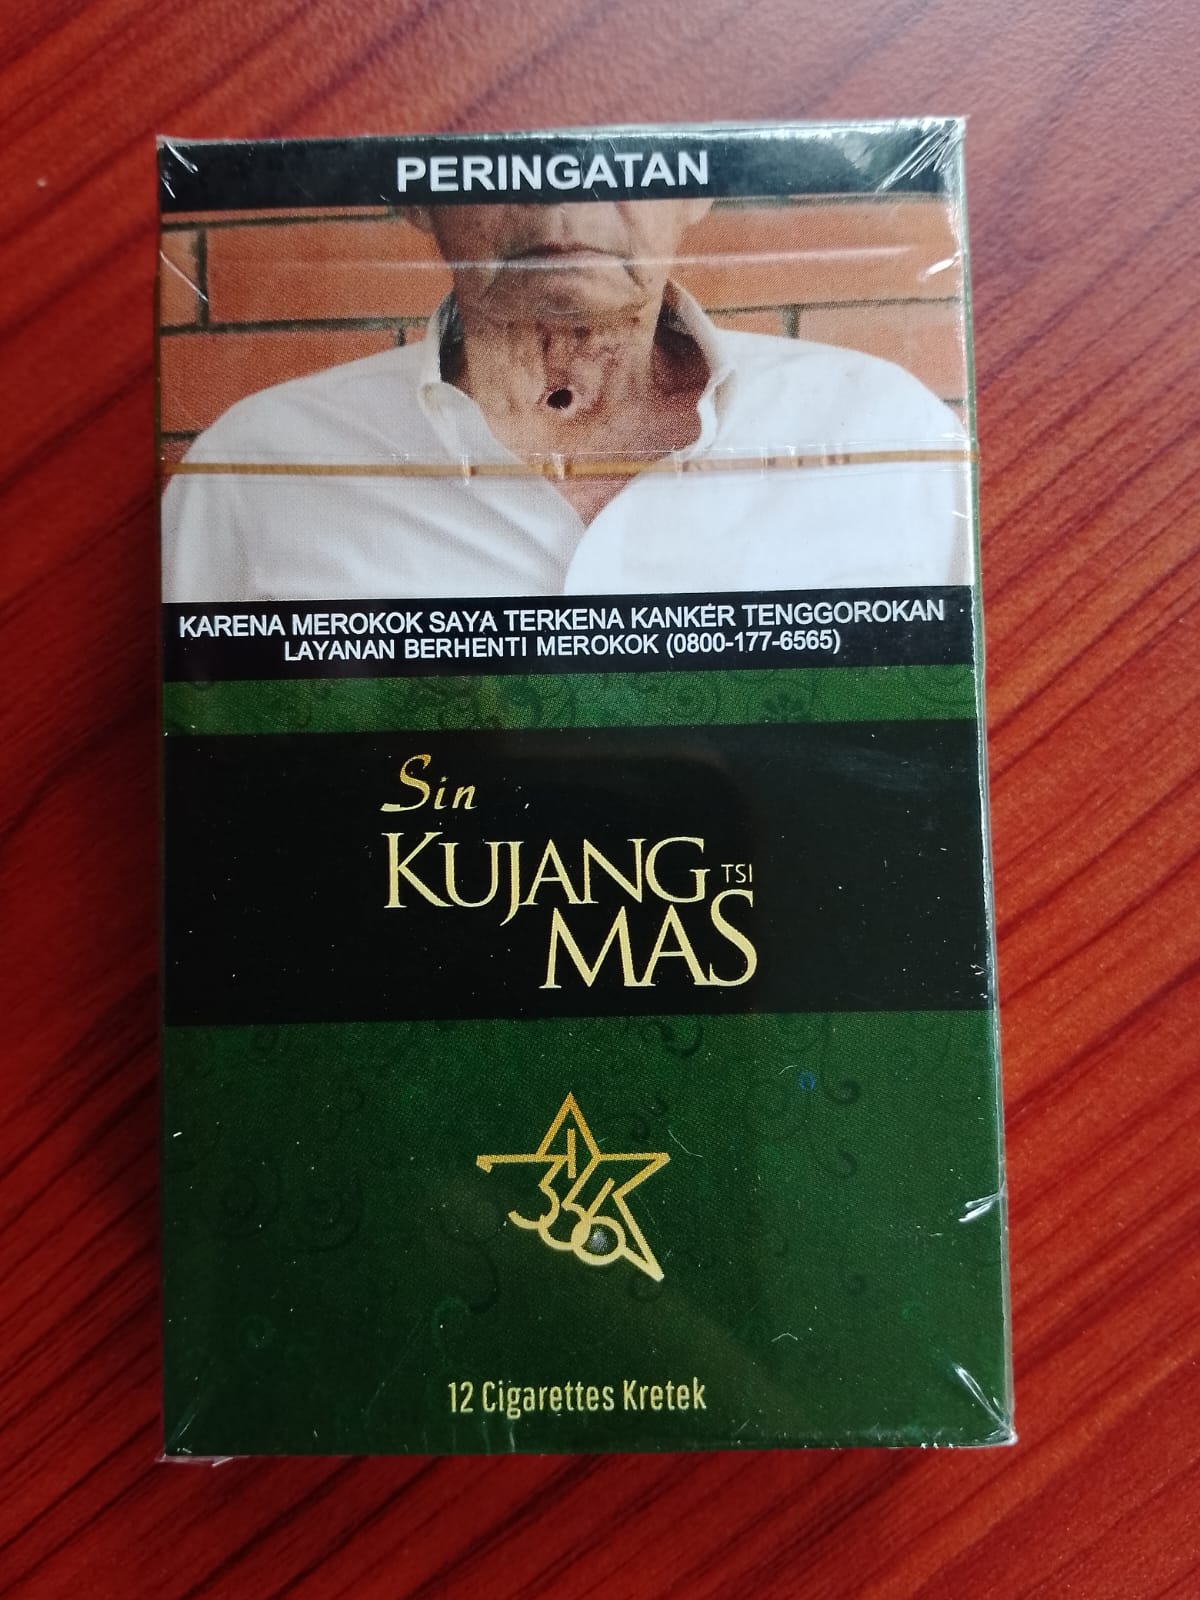 PERINGATAN
KARENA MEROKOK SAYA TERKENA KANKER TENGGOROKAN
LAYANAN BERHENTI MEROKOK (0800-177-6565)
Sin
KUJANG TSI
MAS
12 Cigarettes Kretek